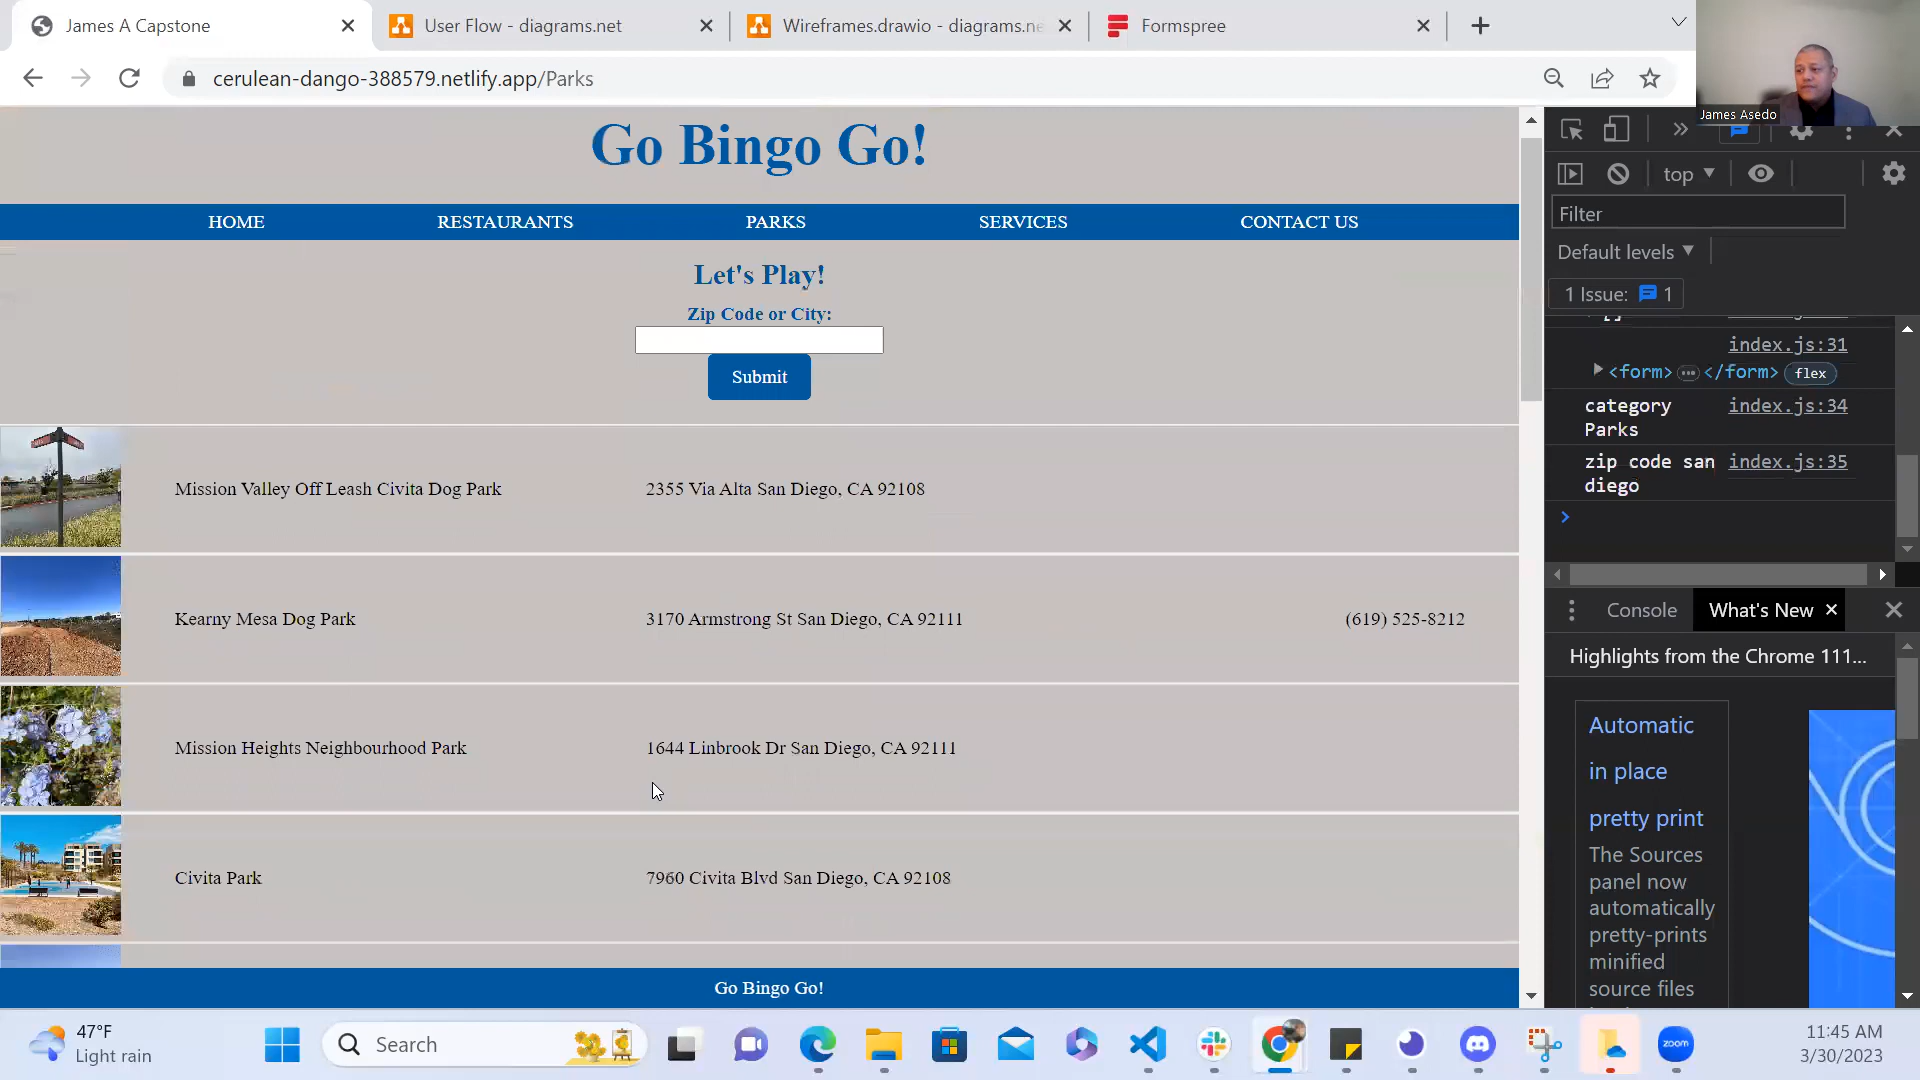 James A Capstone
User Flow - diagrams.net
Wireframes.drawio - diagrams.ne
Formspree
cerulean-dango-388579.netlify.app/Parks
James Asedo
Go Bingo Go!
HOME
RESTAURANTS
PARKS
SERVICES
CONTACT US
Let's Play!
Zip Code or City:
Submit
Mission Valley Off Leash Civita Dog Park
2355 Via Alta San Diego, CA 92108
Kearny Mesa Dog Park
3170 Armstrong St San Diego, CA 92111
(619) 525-8212
Mission Heights Neighbourhood Park
1644 Linbrook Dr San Diego, CA 92111
Civita Park
7960 Civita Blvd San Diego, CA 92108
Go Bingo Go!
top
Filter
Default levels
1 Issue: 1
index.js:31
<form> … </form> flex
category index.js:34
Parks
zip code san index.js:35
diego
Console
What's New
Highlights from the Chrome 111...
Automatic
in place
pretty print
The Sources
panel now
automatically
pretty-prints
minified
source files
47°F
Light rain
Search
zoom
11:45 AM
3/30/2023